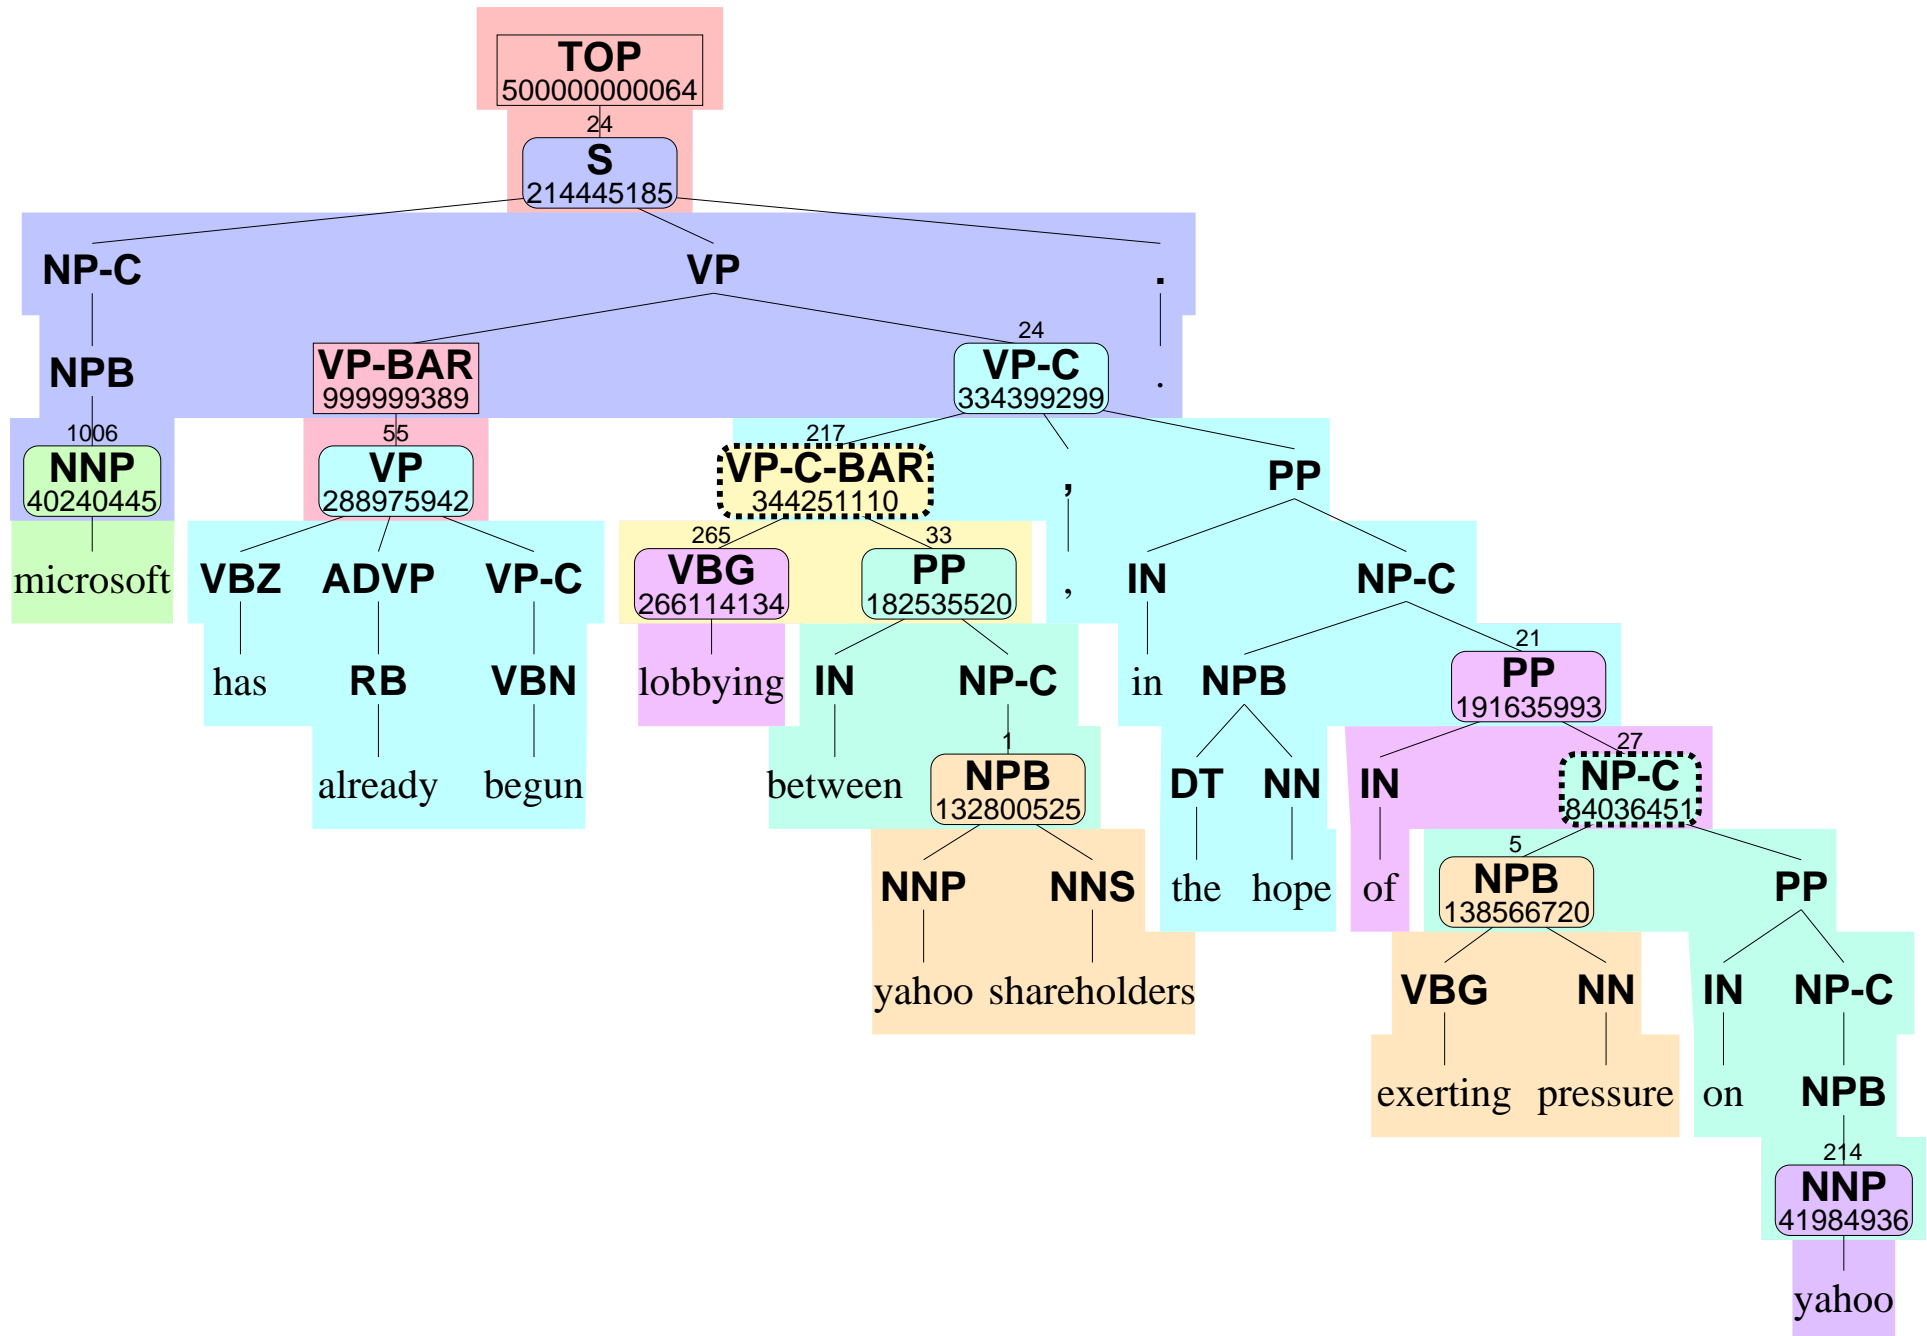 TOP
500000000064
24
S
214445185
NP-C VP .
24
NPB VP-BAR VP-C .
999999389 334399299
1006 55 217
NNP VP VP-C-BAR , PP
40240445 288975942 344251110
265 33
microsoft VBZ ADVP VP-C VBG PP , IN NP-C
266114134 182535520
21
has RB VBN lobbying IN NP-C in NPB PP
191635993
1 27
already begun between NPB DT NN IN NP-C
132800525 84036451
5
NNP NNS the hope of NPB PP
138566720
yahoo shareholders VBG NN IN NP-C
exerting pressure on NPB
214
NNP
41984936
yahoo